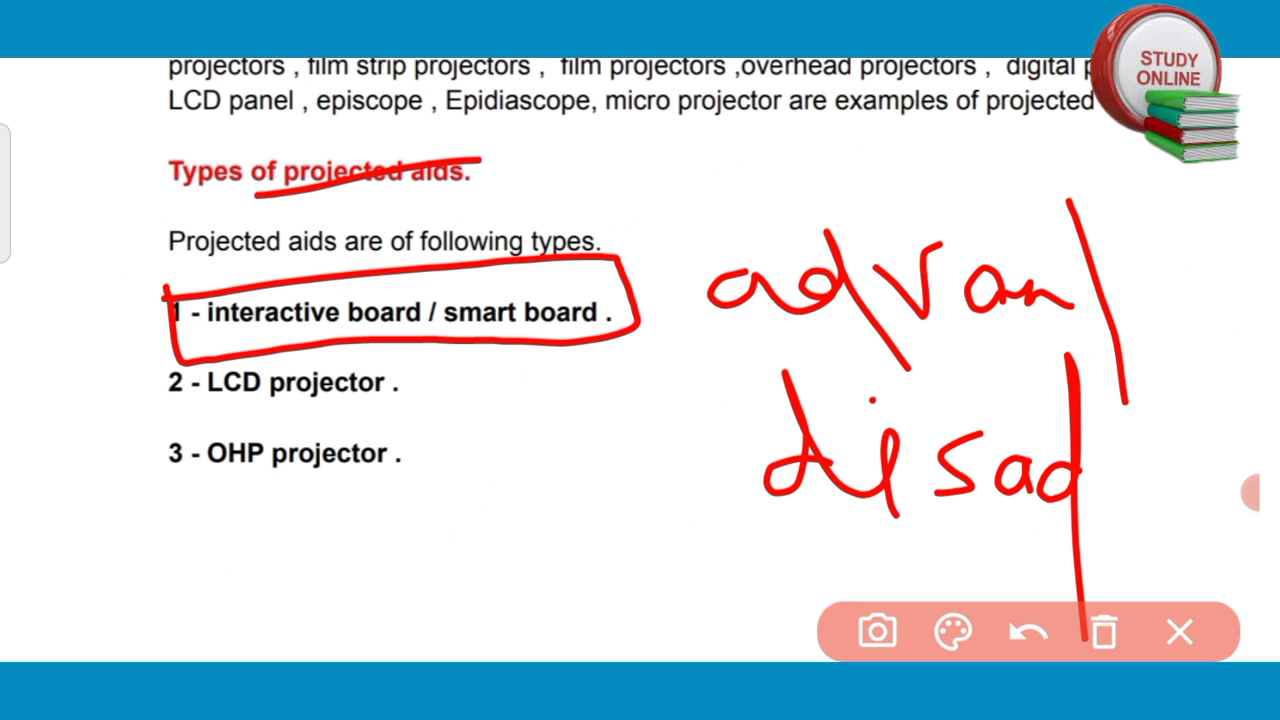 STUDY
ONLINE
projectors , film strip projectors , film projectors ,overhead projectors , digital
LCD panel , episcope , Epidiascope, micro projector are examples of projected
Types of projected aids.
Projected aids are of following types.
1 - interactive board / smart board .
2 - LCD projector .
3 - OHP projector .
advan
disad